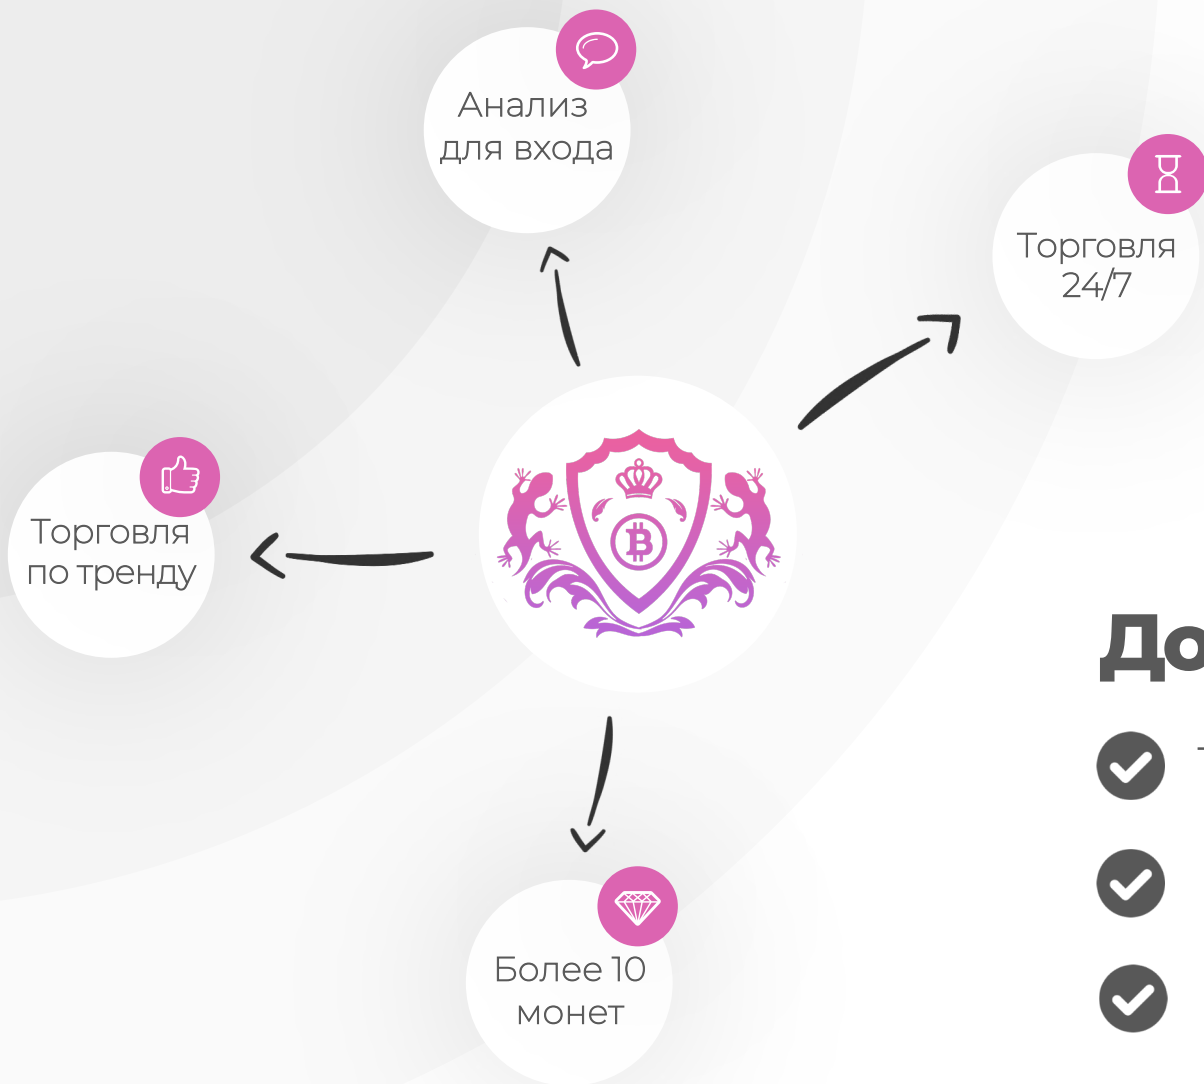 Анализ
для входа
Торговля
24/7
Торговля
по тренду
До
Более 10
монет